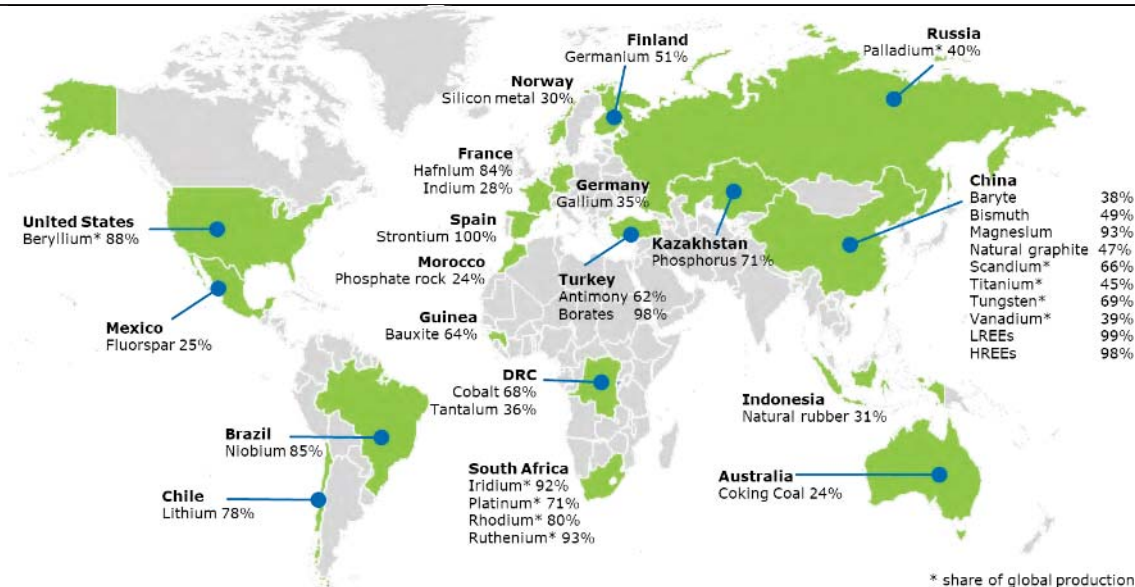 Russia
Palladium* 40%
Finland
Germanium 51%
Norway
Silicon metal 30%
France
Hafnium 84%
Indium 28%
Germany
Gallium 35%
Spain
Strontium 100%
Morocco
Phosphate rock 24%
Kazakhstan
Phosphorus 71%
Turkey
Antimony 62%
Borates 98%
China
Baryte 38%
Bismuth 49%
Magnesium 93%
Natural graphite 47%
Scandium* 66%
Titanium* 45%
Tungsten* 69%
Vanadium* 39%
LREEs 99%
HREEs 98%
United States
Beryllium* 88%
Mexico
Fluorspar 25%
Guinea
Bauxite 64%
DRC
Cobalt 68%
Tantalum 36%
Indonesia
Natural rubber 31%
Brazil
Niobium 85%
Chile
Lithium 78%
South Africa
Iridium* 92%
Platinum* 71%
Rhodium* 80%
Ruthenium* 93%
Australia
Coking Coal 24%
* share of global production